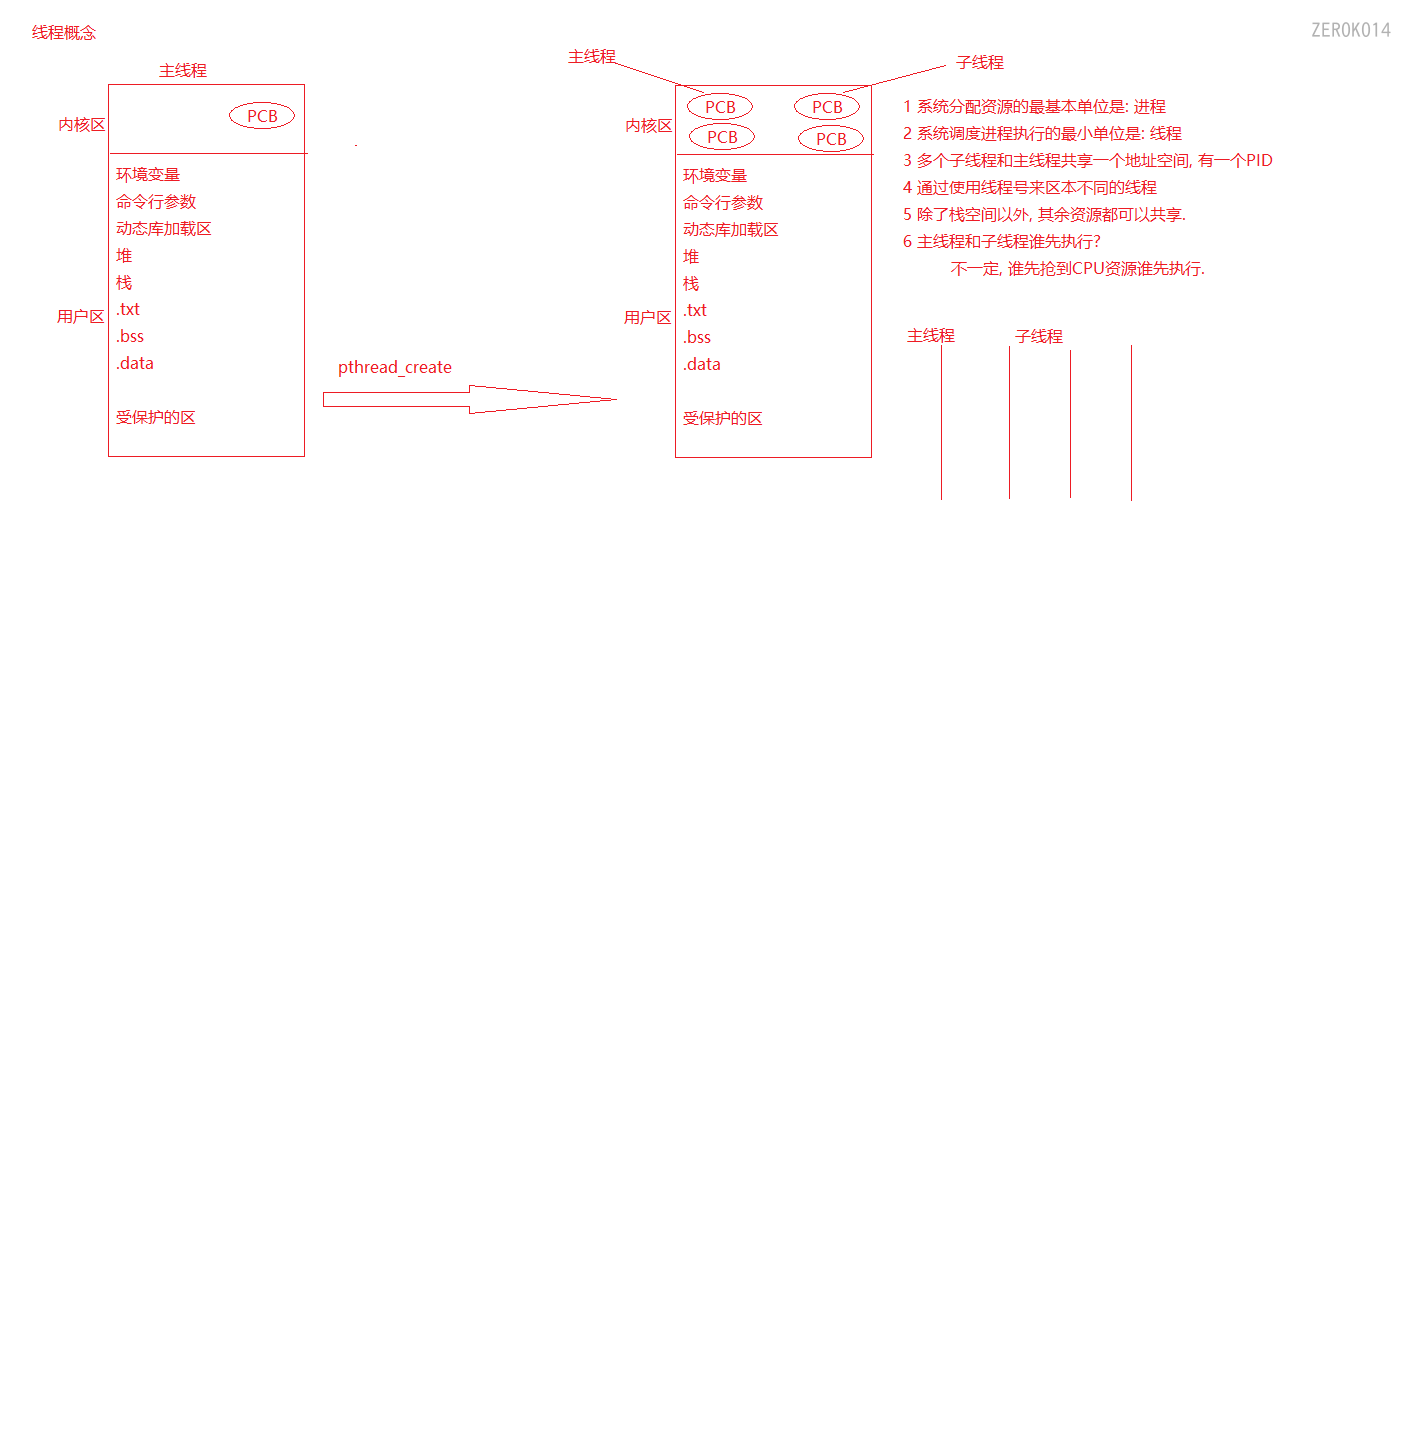 线程概念
ZEROK014
主线程
内核区
PCB
环境变量
命令行参数
动态库加载区
堆
栈
用户区
.txt
.bss
.data
受保护的区
pthread_create
主线程
子线程
内核区
PCB PCB
PCB PCB
环境变量
命令行参数
动态库加载区
堆
栈
用户区
.txt
.bss
.data
受保护的区
1 系统分配资源的最基本单位是: 进程
2 系统调度进程执行的最小单位是: 线程
3 多个子线程和主线程共享一个地址空间, 有一个PID
4 通过使用线程号来区本不同的线程
5 除了栈空间以外, 其余资源都可以共享.
6 主线程和子线程谁先执行?
不一定, 谁先抢到CPU资源谁先执行.
主线程 子线程